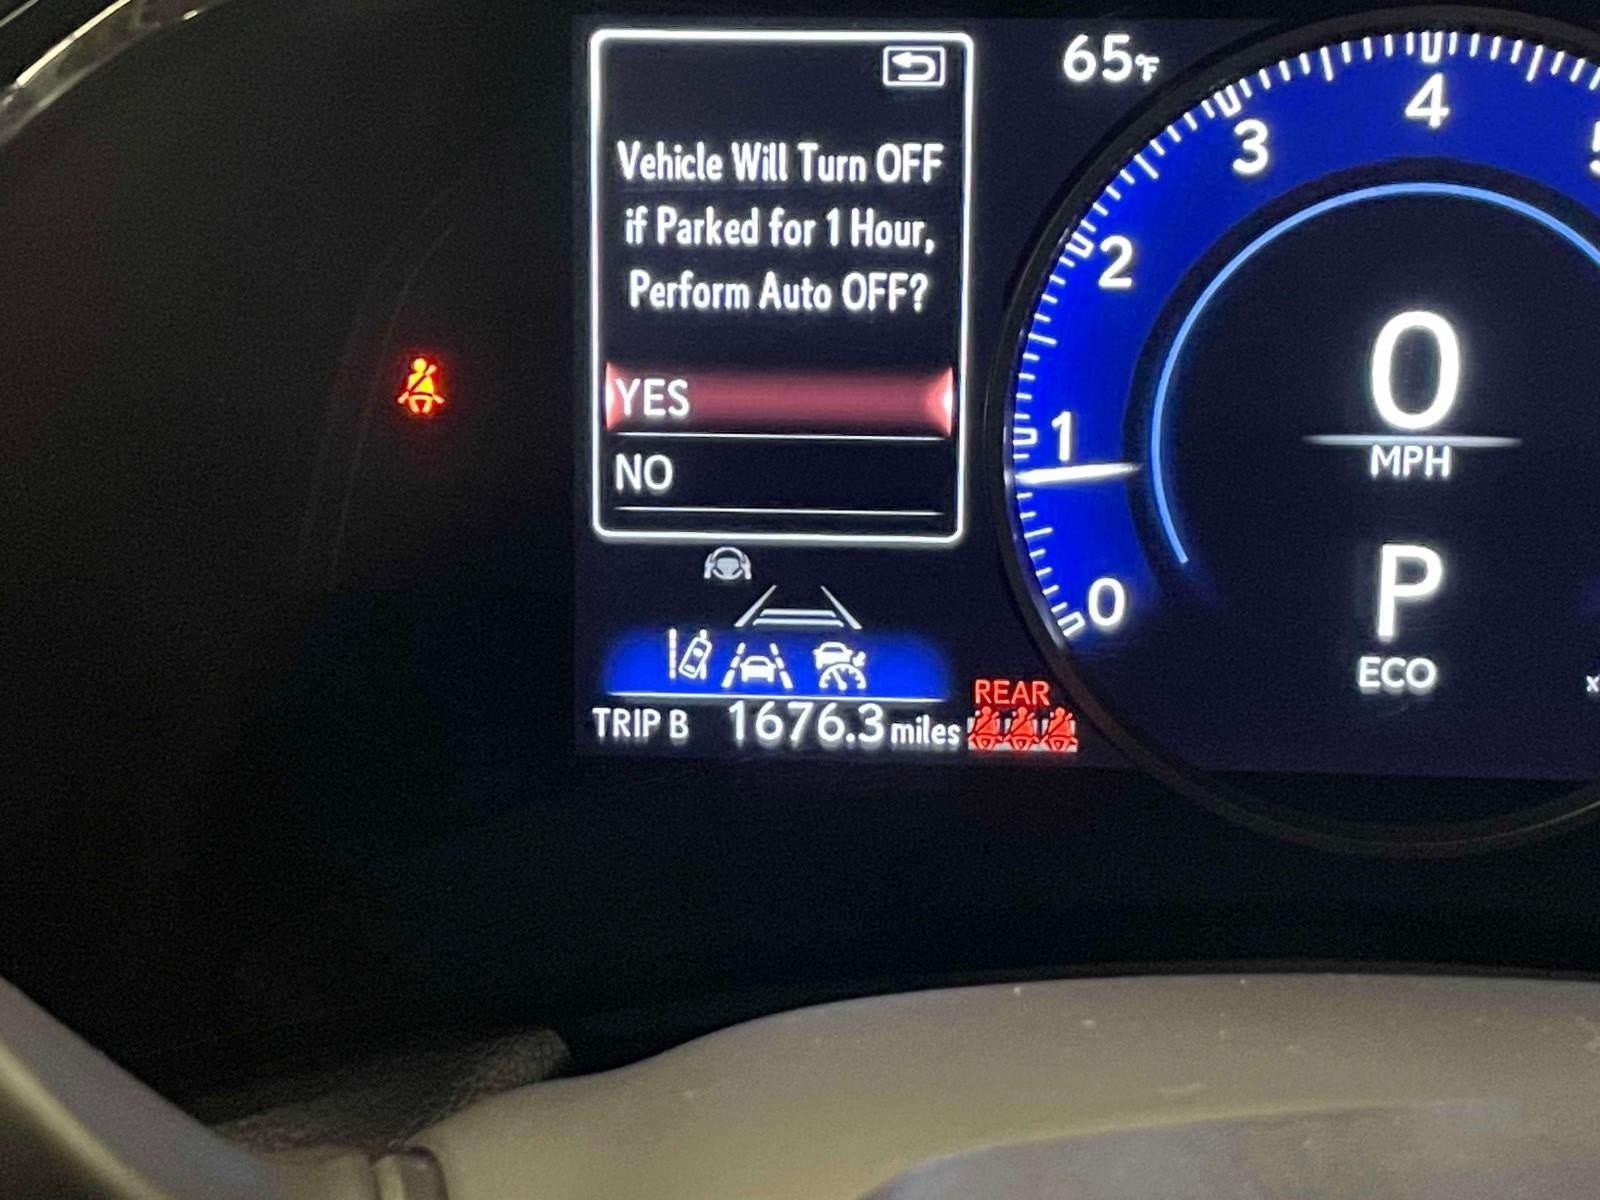 65°F
Vehicle Will Turn OFF
if Parked for 1 Hour,
Perform Auto OFF?
YES
NO
TRIP B 1676.3 miles
REAR
0
1
2
3
4
5
0
MPH
P
ECO
x